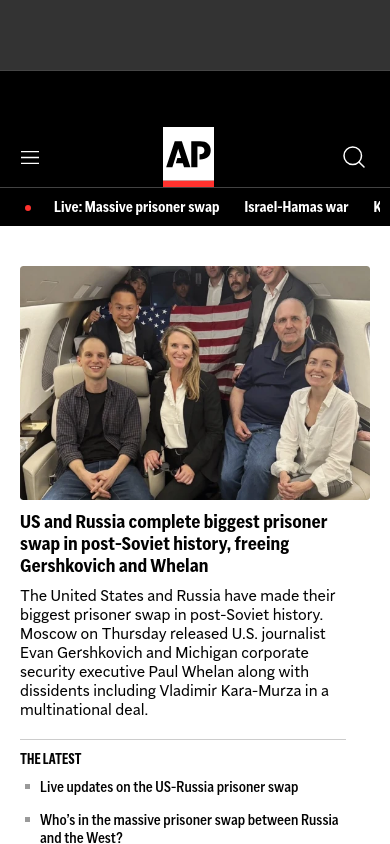 AP
Live: Massive prisoner swap
Israel-Hamas war
K
US and Russia complete biggest prisoner
swap in post-Soviet history, freeing
Gershkovich and Whelan
The United States and Russia have made their
biggest prisoner swap in post-Soviet history.
Moscow on Thursday released U.S. journalist
Evan Gershkovich and Michigan corporate
security executive Paul Whelan along with
dissidents including Vladimir Kara-Murza in a
multinational deal.
THE LATEST
Live updates on the US-Russia prisoner swap
Who’s in the massive prisoner swap between Russia
and the West?